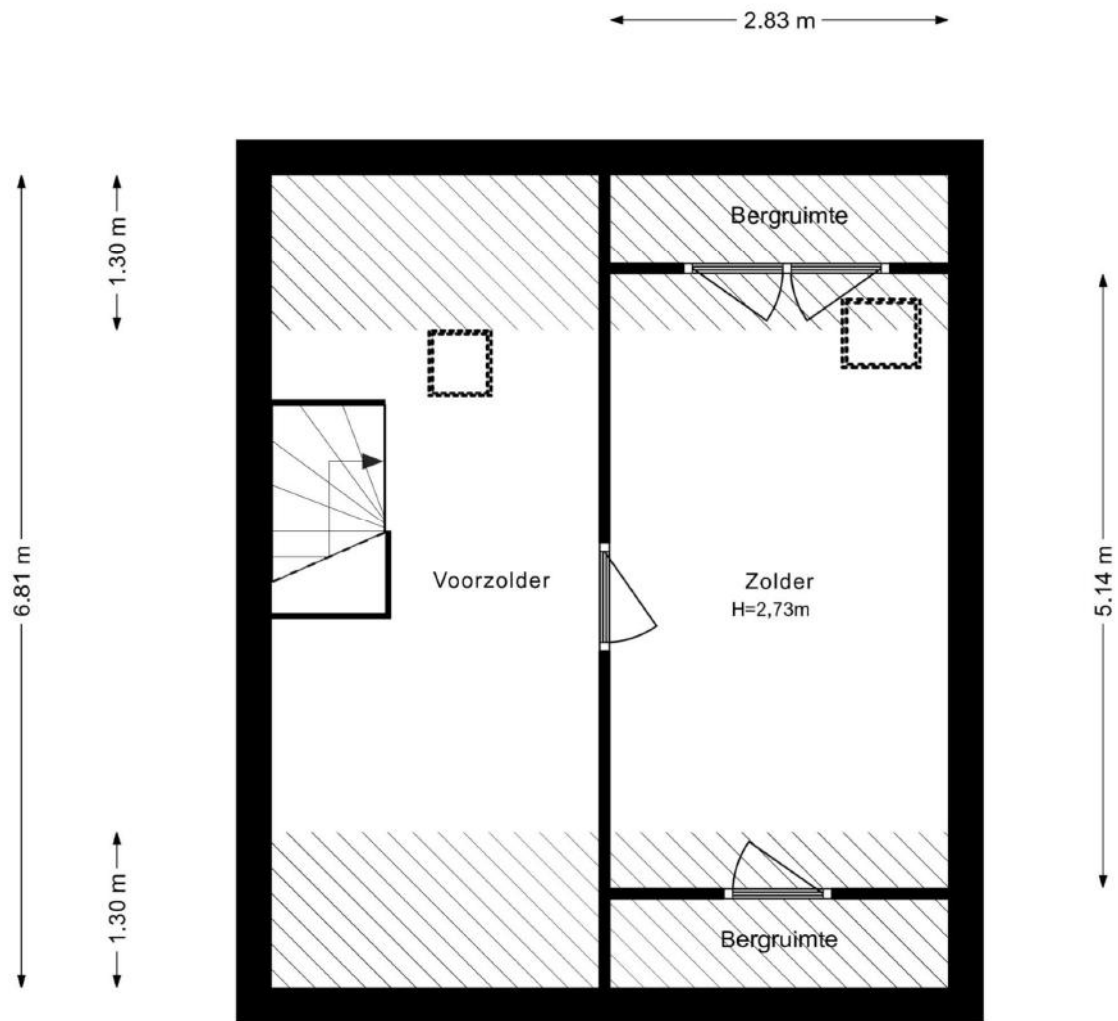 2.83 m
1.30 m
Bergruimte
6.81 m
Voorzolder
Zolder
H=2,73m
5.14 m
1.30 m
Bergruimte